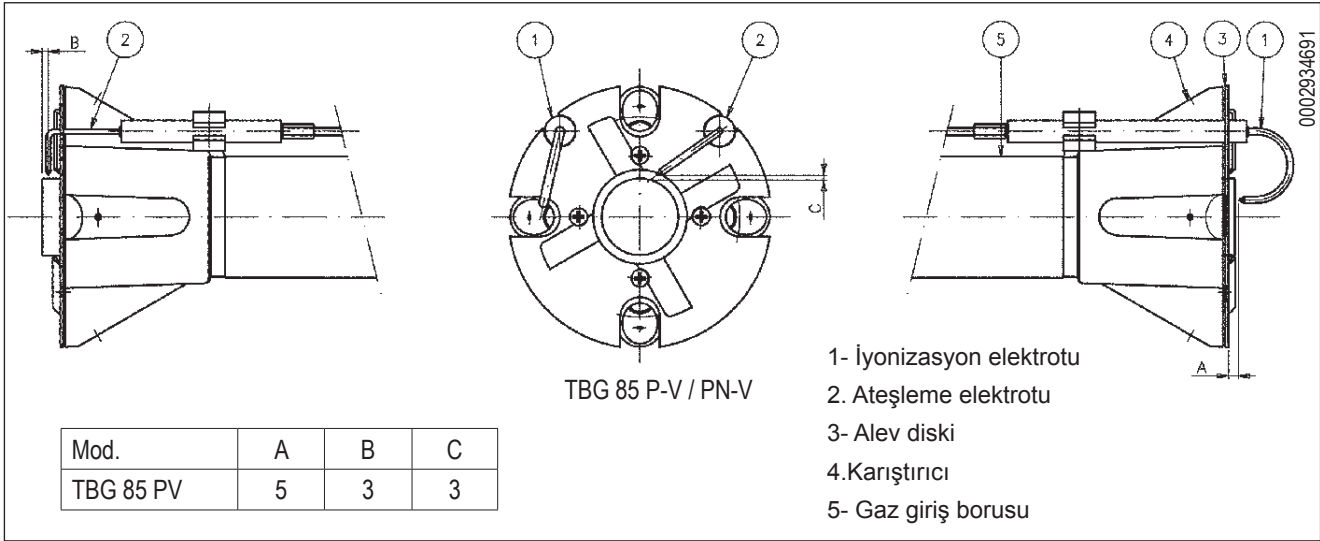 B
2
1
2
5
4
3
1
0002934691
C
A
TBG 85 P-V / PN-V
1- İyonizasyon elektrotu
2. Ateşleme elektrotu
3- Alev diski
4.Karıştırıcı
5- Gaz giriş borusu
Mod. A B C
TBG 85 PV 5 3 3